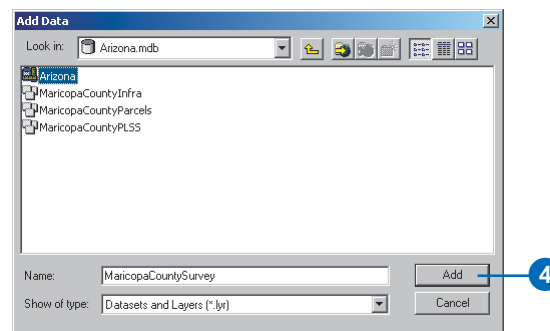 Add Data
Look in: Arizona.mdb
Arizona
MaricopaCountyInfra
MaricopaCountyParcels
MaricopaCountyPLSS
Name: MaricopaCountySurvey Add 4
Show of type: Datasets and Layers (*.lyr) Cancel